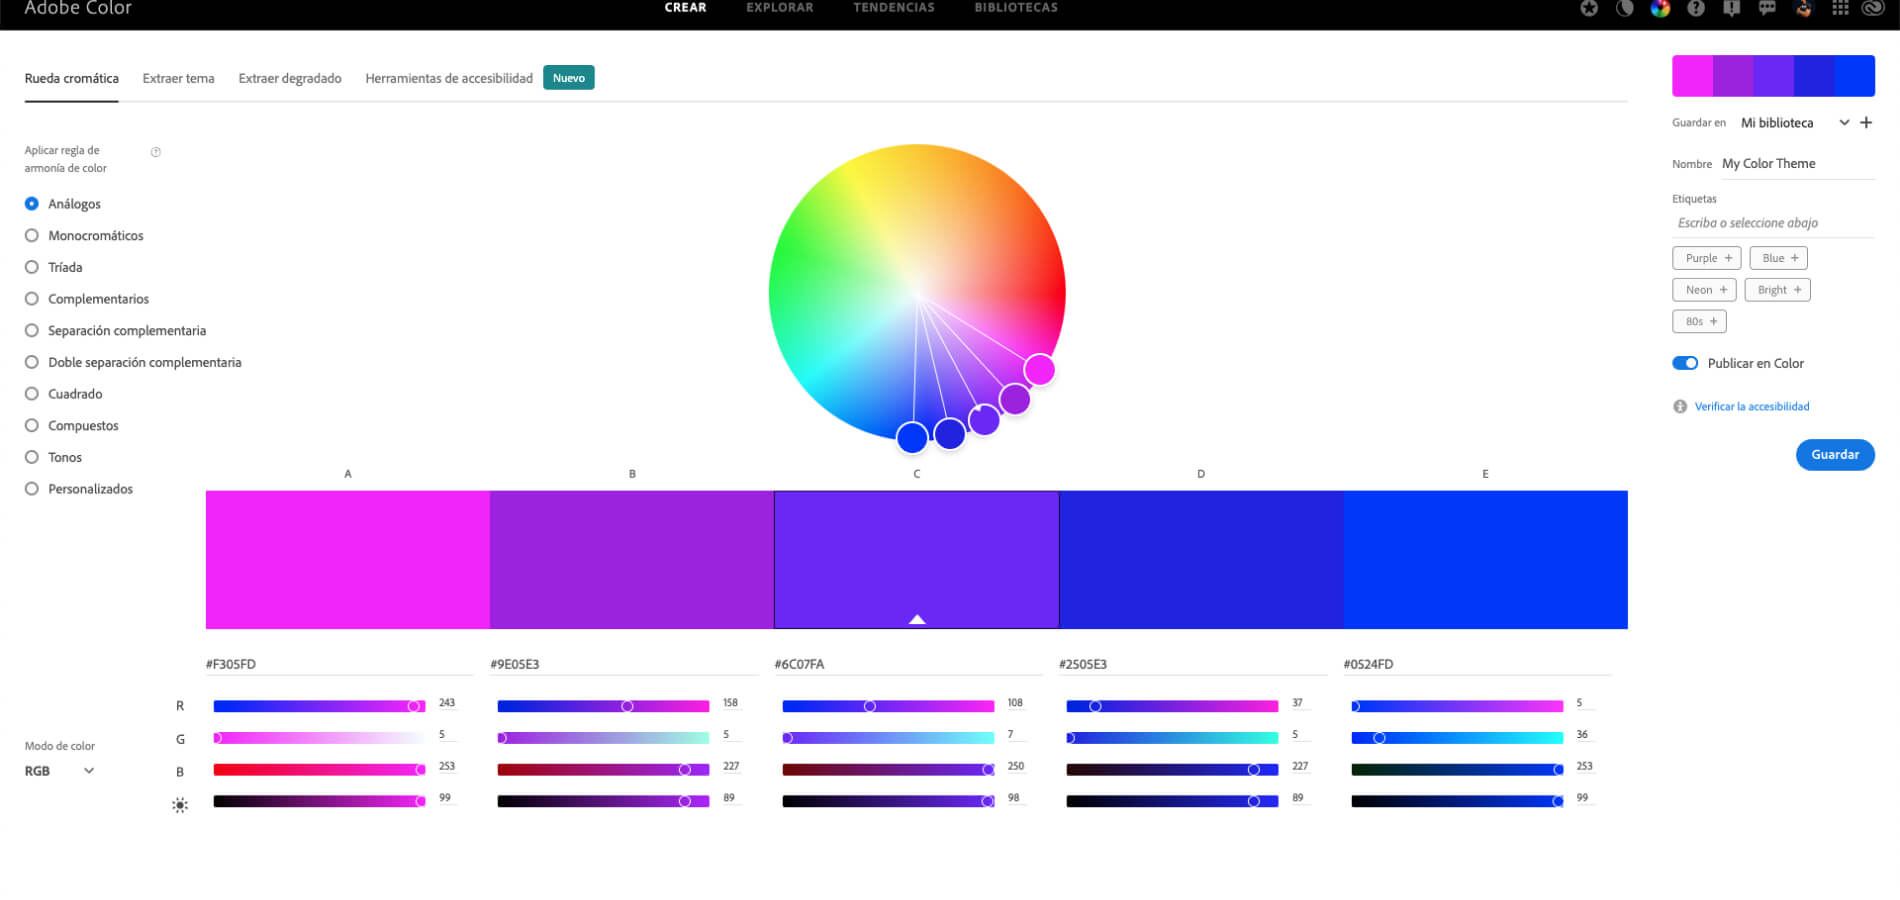 Adobe Color
CREAR EXPLORAR TENDENCIAS BIBLIOTECAS
Rueda cromática Extraer tema Extraer degradado Herramientas de accesibilidad Nuevo
Aplicar regla de
armonía de color
Análogos
Monocromáticos
Tríada
Complementarios
Separación complementaria
Doble separación complementaria
Cuadrado
Compuestos
Tonos
Personalizados
Guardar en Mi biblioteca
Nombre My Color Theme
Etiquetas
Escriba o seleccione abajo
Purple + Blue +
Neon + Bright +
80s +
Publicar en Color
Verificar la accesibilidad
Guardar
A B C D E
#F305FD #9E05E3 #6C07FA #2505E3 #0524FD
R 243 158 108 37 5
G 5 5 7 5 36
B 253 227 250 227 253
99 89 98 89 99
Modo de color
RGB